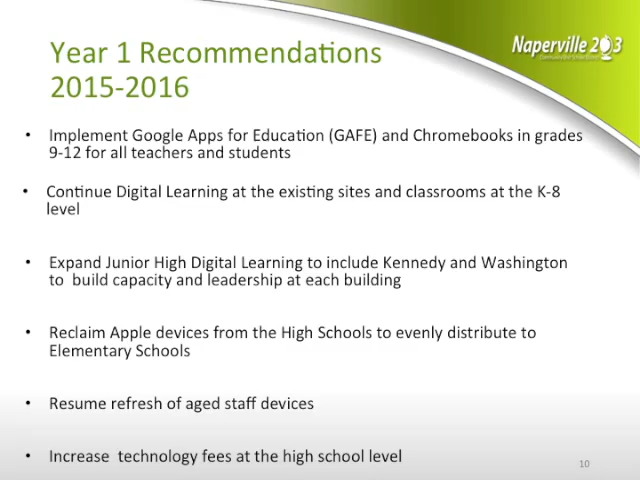 Naperville 203
Year 1 Recommendations
2015-2016
• Implement Google Apps for Education (GAFE) and Chromebooks in grades
9-12 for all teachers and students
• Continue Digital Learning at the existing sites and classrooms at the K-8
level
• Expand Junior High Digital Learning to include Kennedy and Washington
to build capacity and leadership at each building
• Reclaim Apple devices from the High Schools to evenly distribute to
Elementary Schools
• Resume refresh of aged staff devices
• Increase technology fees at the high school level
10